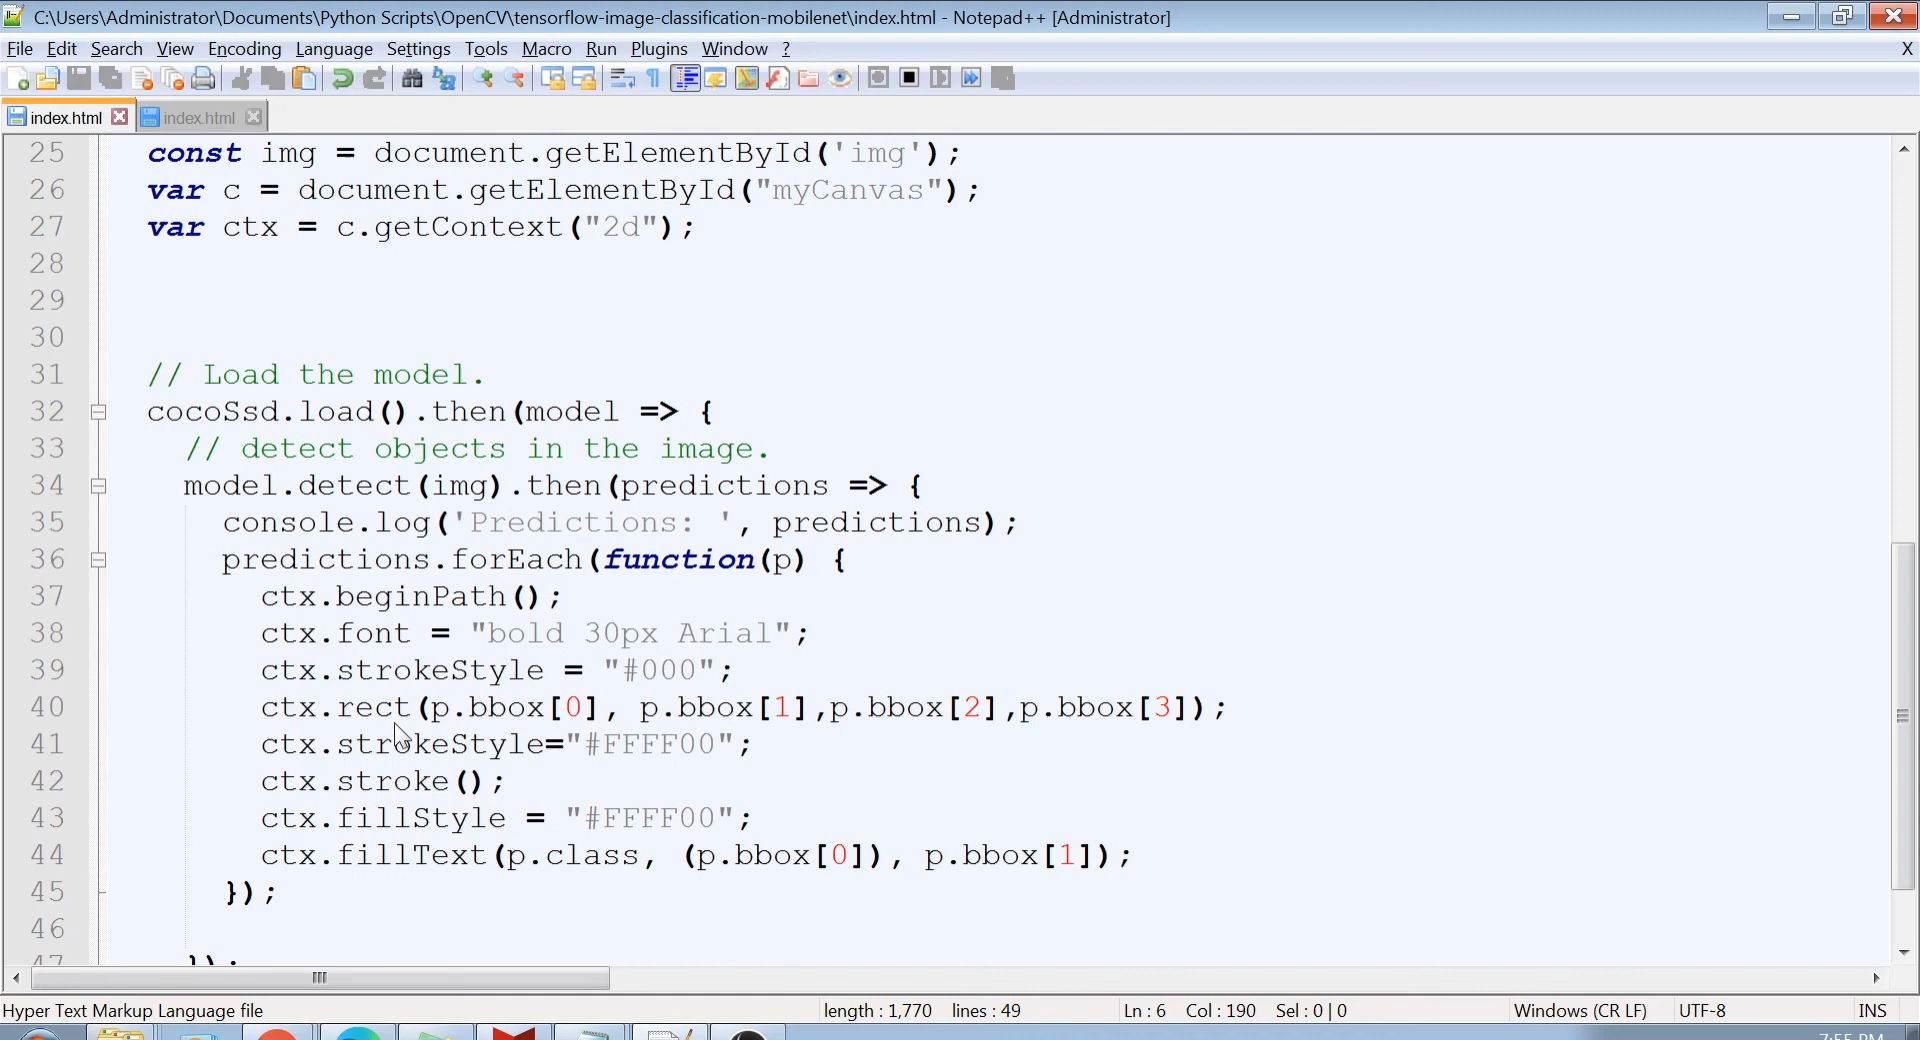 C:\Users\Administrator\Documents\Python Scripts\OpenCV\tensorflow-image-classification-mobilenet\index.html - Notepad++ [Administrator]
File Edit Search View Encoding Language Settings Tools Macro Run Plugins Window ? X
index.html index.html
25 const img = document.getElementById('img');
26 var c = document.getElementById("myCanvas");
27 var ctx = c.getContext("2d");
28
29
30
31 // Load the model.
32 cocoSsd.load().then(model => {
33 // detect objects in the image.
34 model.detect(img).then(predictions => {
35 console.log('Predictions: ', predictions);
36 predictions.forEach(function(p) {
37 ctx.beginPath();
38 ctx.font = "bold 30px Arial";
39 ctx.strokeStyle = "#000";
40 ctx.rect(p.bbox[0], p.bbox[1],p.bbox[2],p.bbox[3]);
41 ctx.strokeStyle="#FFFF00";
42 ctx.stroke();
43 ctx.fillStyle = "#FFFF00";
44 ctx.fillText(p.class, (p.bbox[0]), p.bbox[1]);
45 });
46
47 });
Hyper Text Markup Language file length : 1,770 lines : 49 Ln : 6 Col : 190 Sel : 0 | 0 Windows (CR LF) UTF-8 INS
7:55 PM